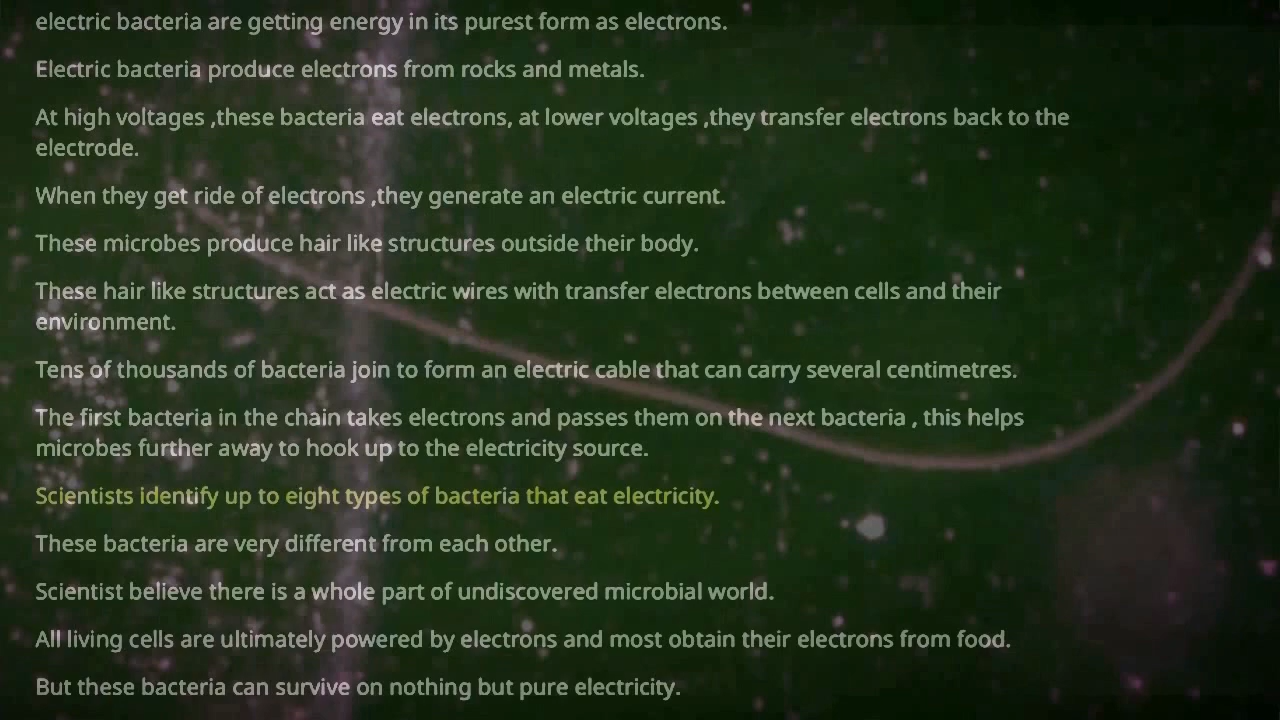 electric bacteria are getting energy in its purest form as electrons.
Electric bacteria produce electrons from rocks and metals.
At high voltages ,these bacteria eat electrons, at lower voltages ,they transfer electrons back to the
electrode.
When they get ride of electrons ,they generate an electric current.
These microbes produce hair like structures outside their body.
These hair like structures act as electric wires with transfer electrons between cells and their
environment.
Tens of thousands of bacteria join to form an electric cable that can carry several centimetres.
The first bacteria in the chain takes electrons and passes them on the next bacteria , this helps
microbes further away to hook up to the electricity source.
Scientists identify up to eight types of bacteria that eat electricity.
These bacteria are very different from each other.
Scientist believe there is a whole part of undiscovered microbial world.
All living cells are ultimately powered by electrons and most obtain their electrons from food.
But these bacteria can survive on nothing but pure electricity.